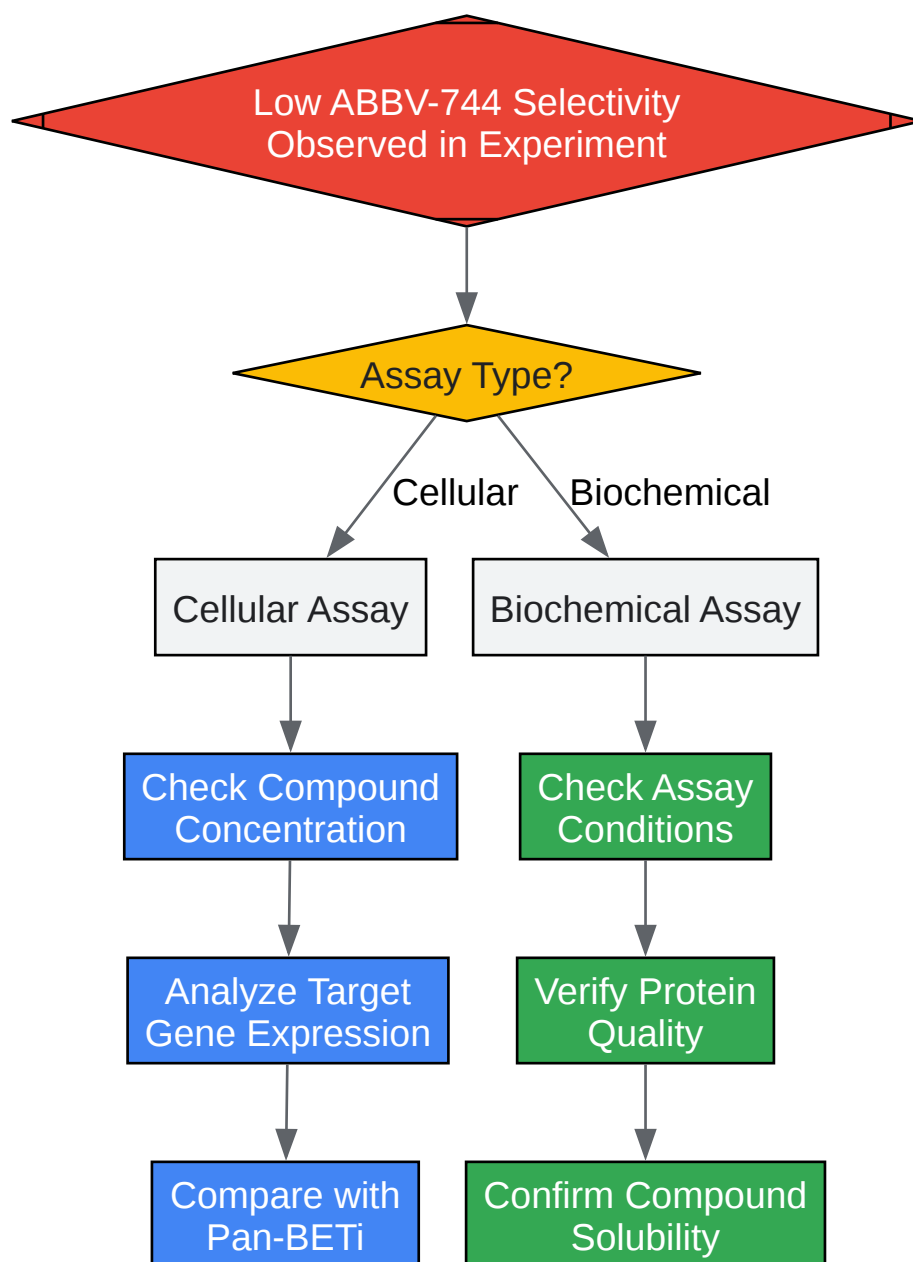 Low ABBV-744 Selectivity
Observed in Experiment
Assay Type?
Cellular
Biochemical
Cellular Assay
Biochemical Assay
Check Compound
Concentration
Check Assay
Conditions
Analyze Target
Gene Expression
Verify Protein
Quality
Compare with
Pan-BETi
Confirm Compound
Solubility